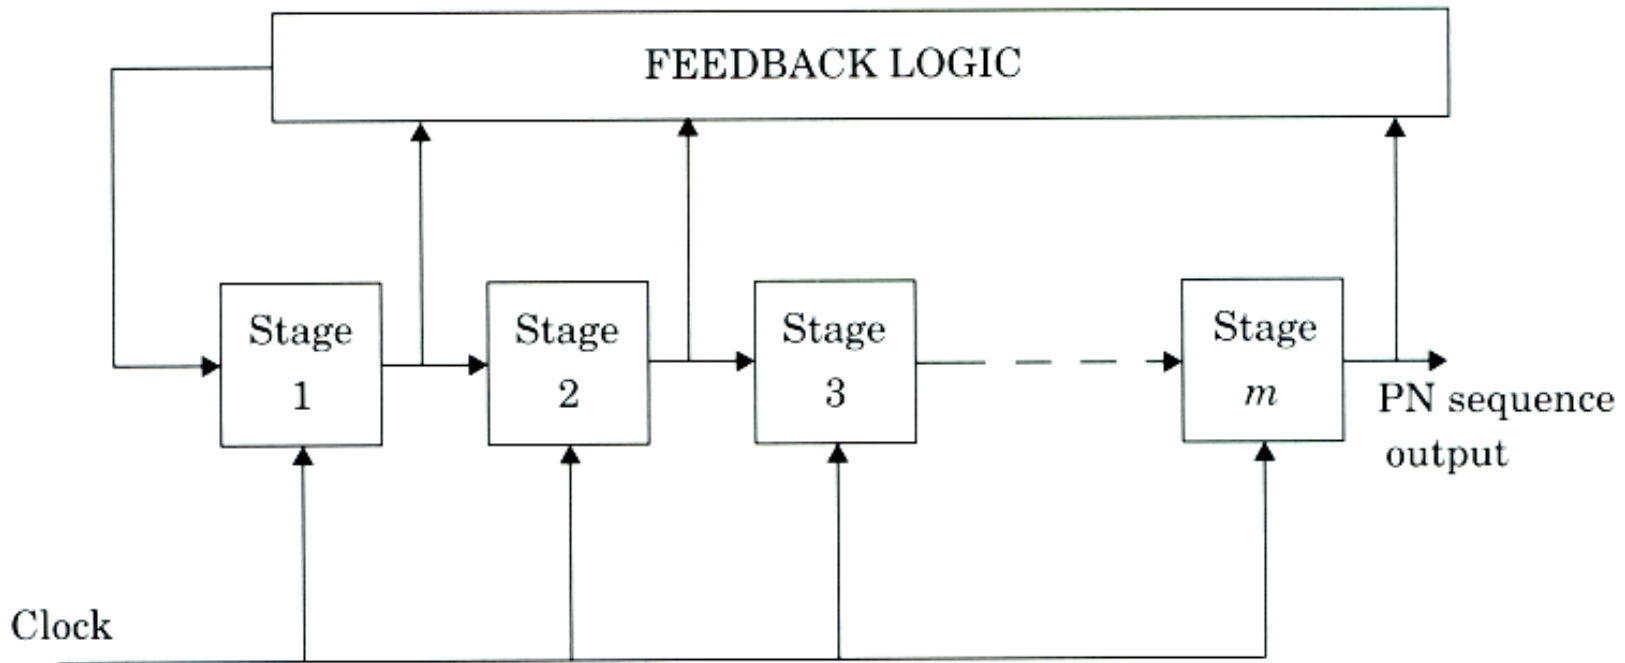 FEEDBACK LOGIC
Stage
1
Stage
2
Stage
3
Stage
m
PN sequence
output
Clock